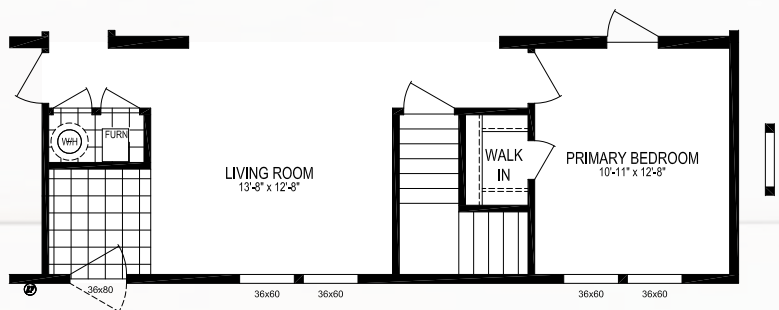 W/H
FURN
LIVING ROOM
13'-8" x 12'-8"
WALK
IN
PRIMARY BEDROOM
10'-11" x 12'-8"
36x80
36x60
36x60
36x60
36x60